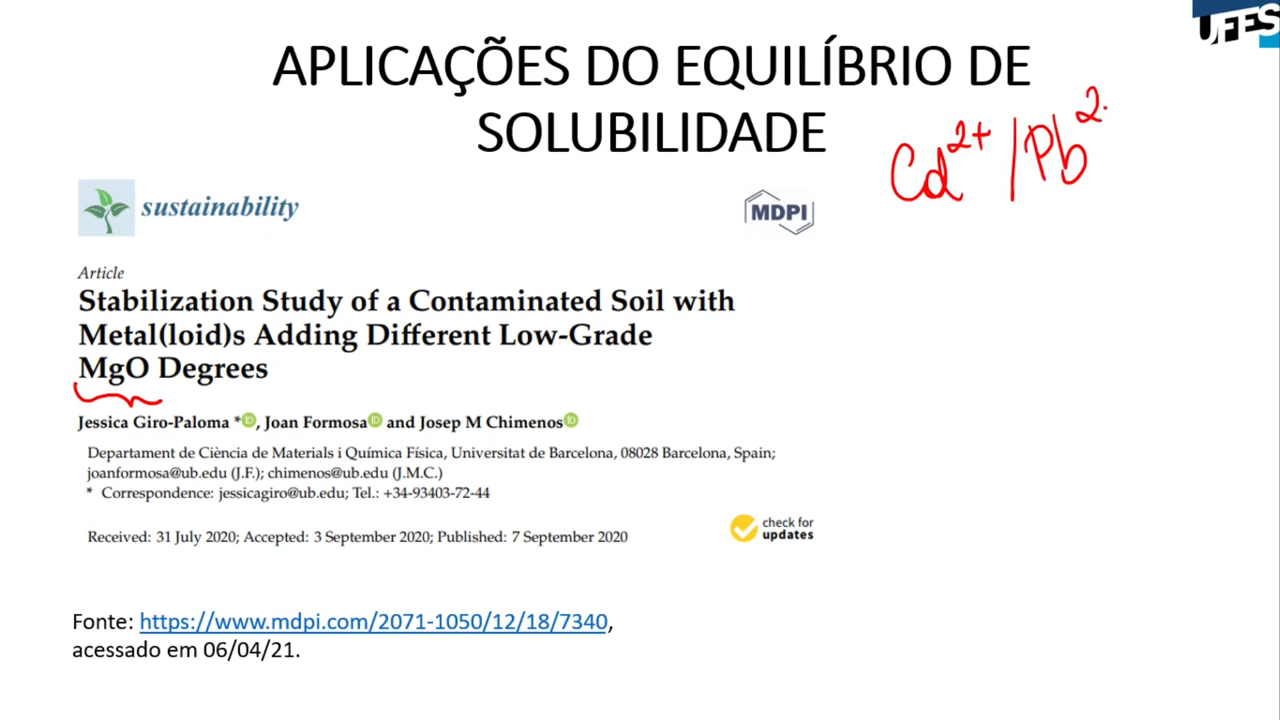 UFES
APLICAÇÕES DO EQUILÍBRIO DE
SOLUBILIDADE
Cd²⁺ / Pb²·
sustainability
MDPI
Article
Stabilization Study of a Contaminated Soil with
Metal(loid)s Adding Different Low-Grade
MgO Degrees
Jessica Giro-Paloma * iD, Joan Formosa iD and Josep M Chimenos iD
Departament de Ciència de Materials i Química Física, Universitat de Barcelona, 08028 Barcelona, Spain;
joanformosa@ub.edu (J.F.); chimenos@ub.edu (J.M.C.)
* Correspondence: jessicagiro@ub.edu; Tel.: +34-93403-72-44
Received: 31 July 2020; Accepted: 3 September 2020; Published: 7 September 2020
check for
updates
Fonte: https://www.mdpi.com/2071-1050/12/18/7340,
acessado em 06/04/21.